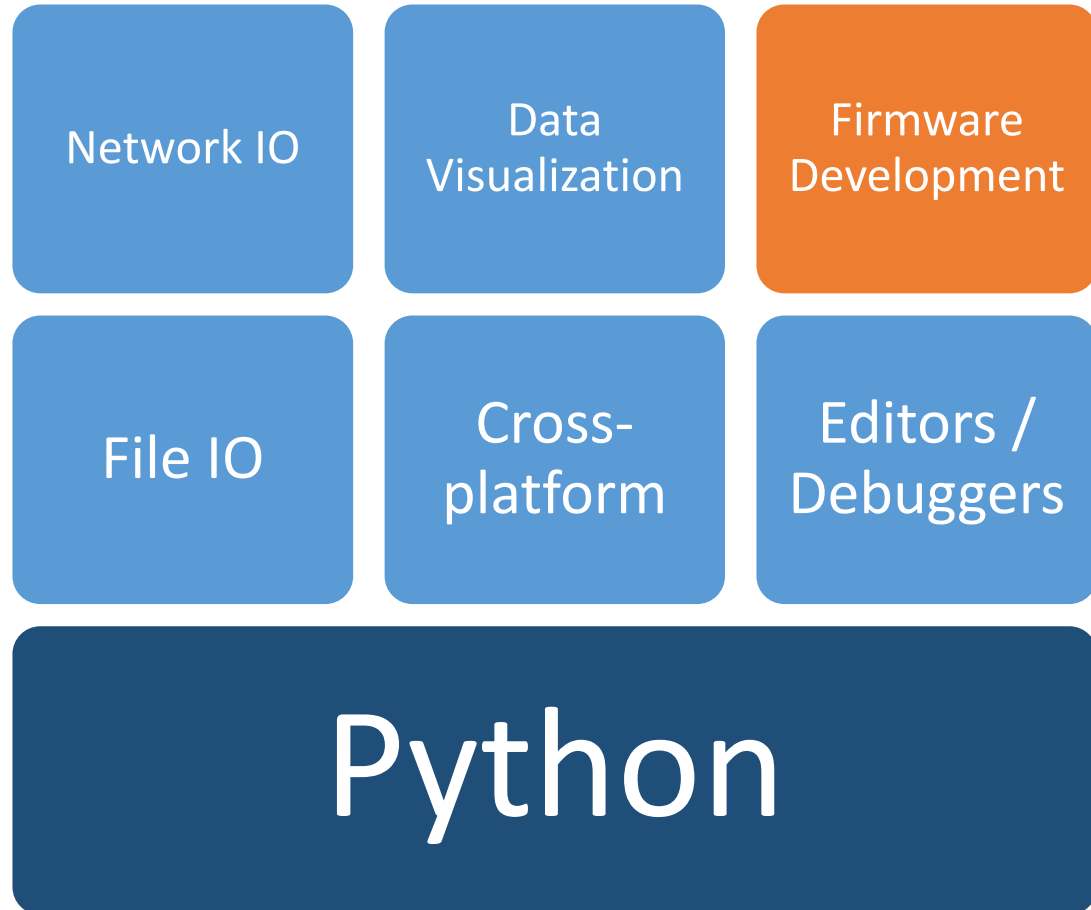 Network IO
Data
Visualization
Firmware
Development
File IO
Cross-
platform
Editors /
Debuggers
Python